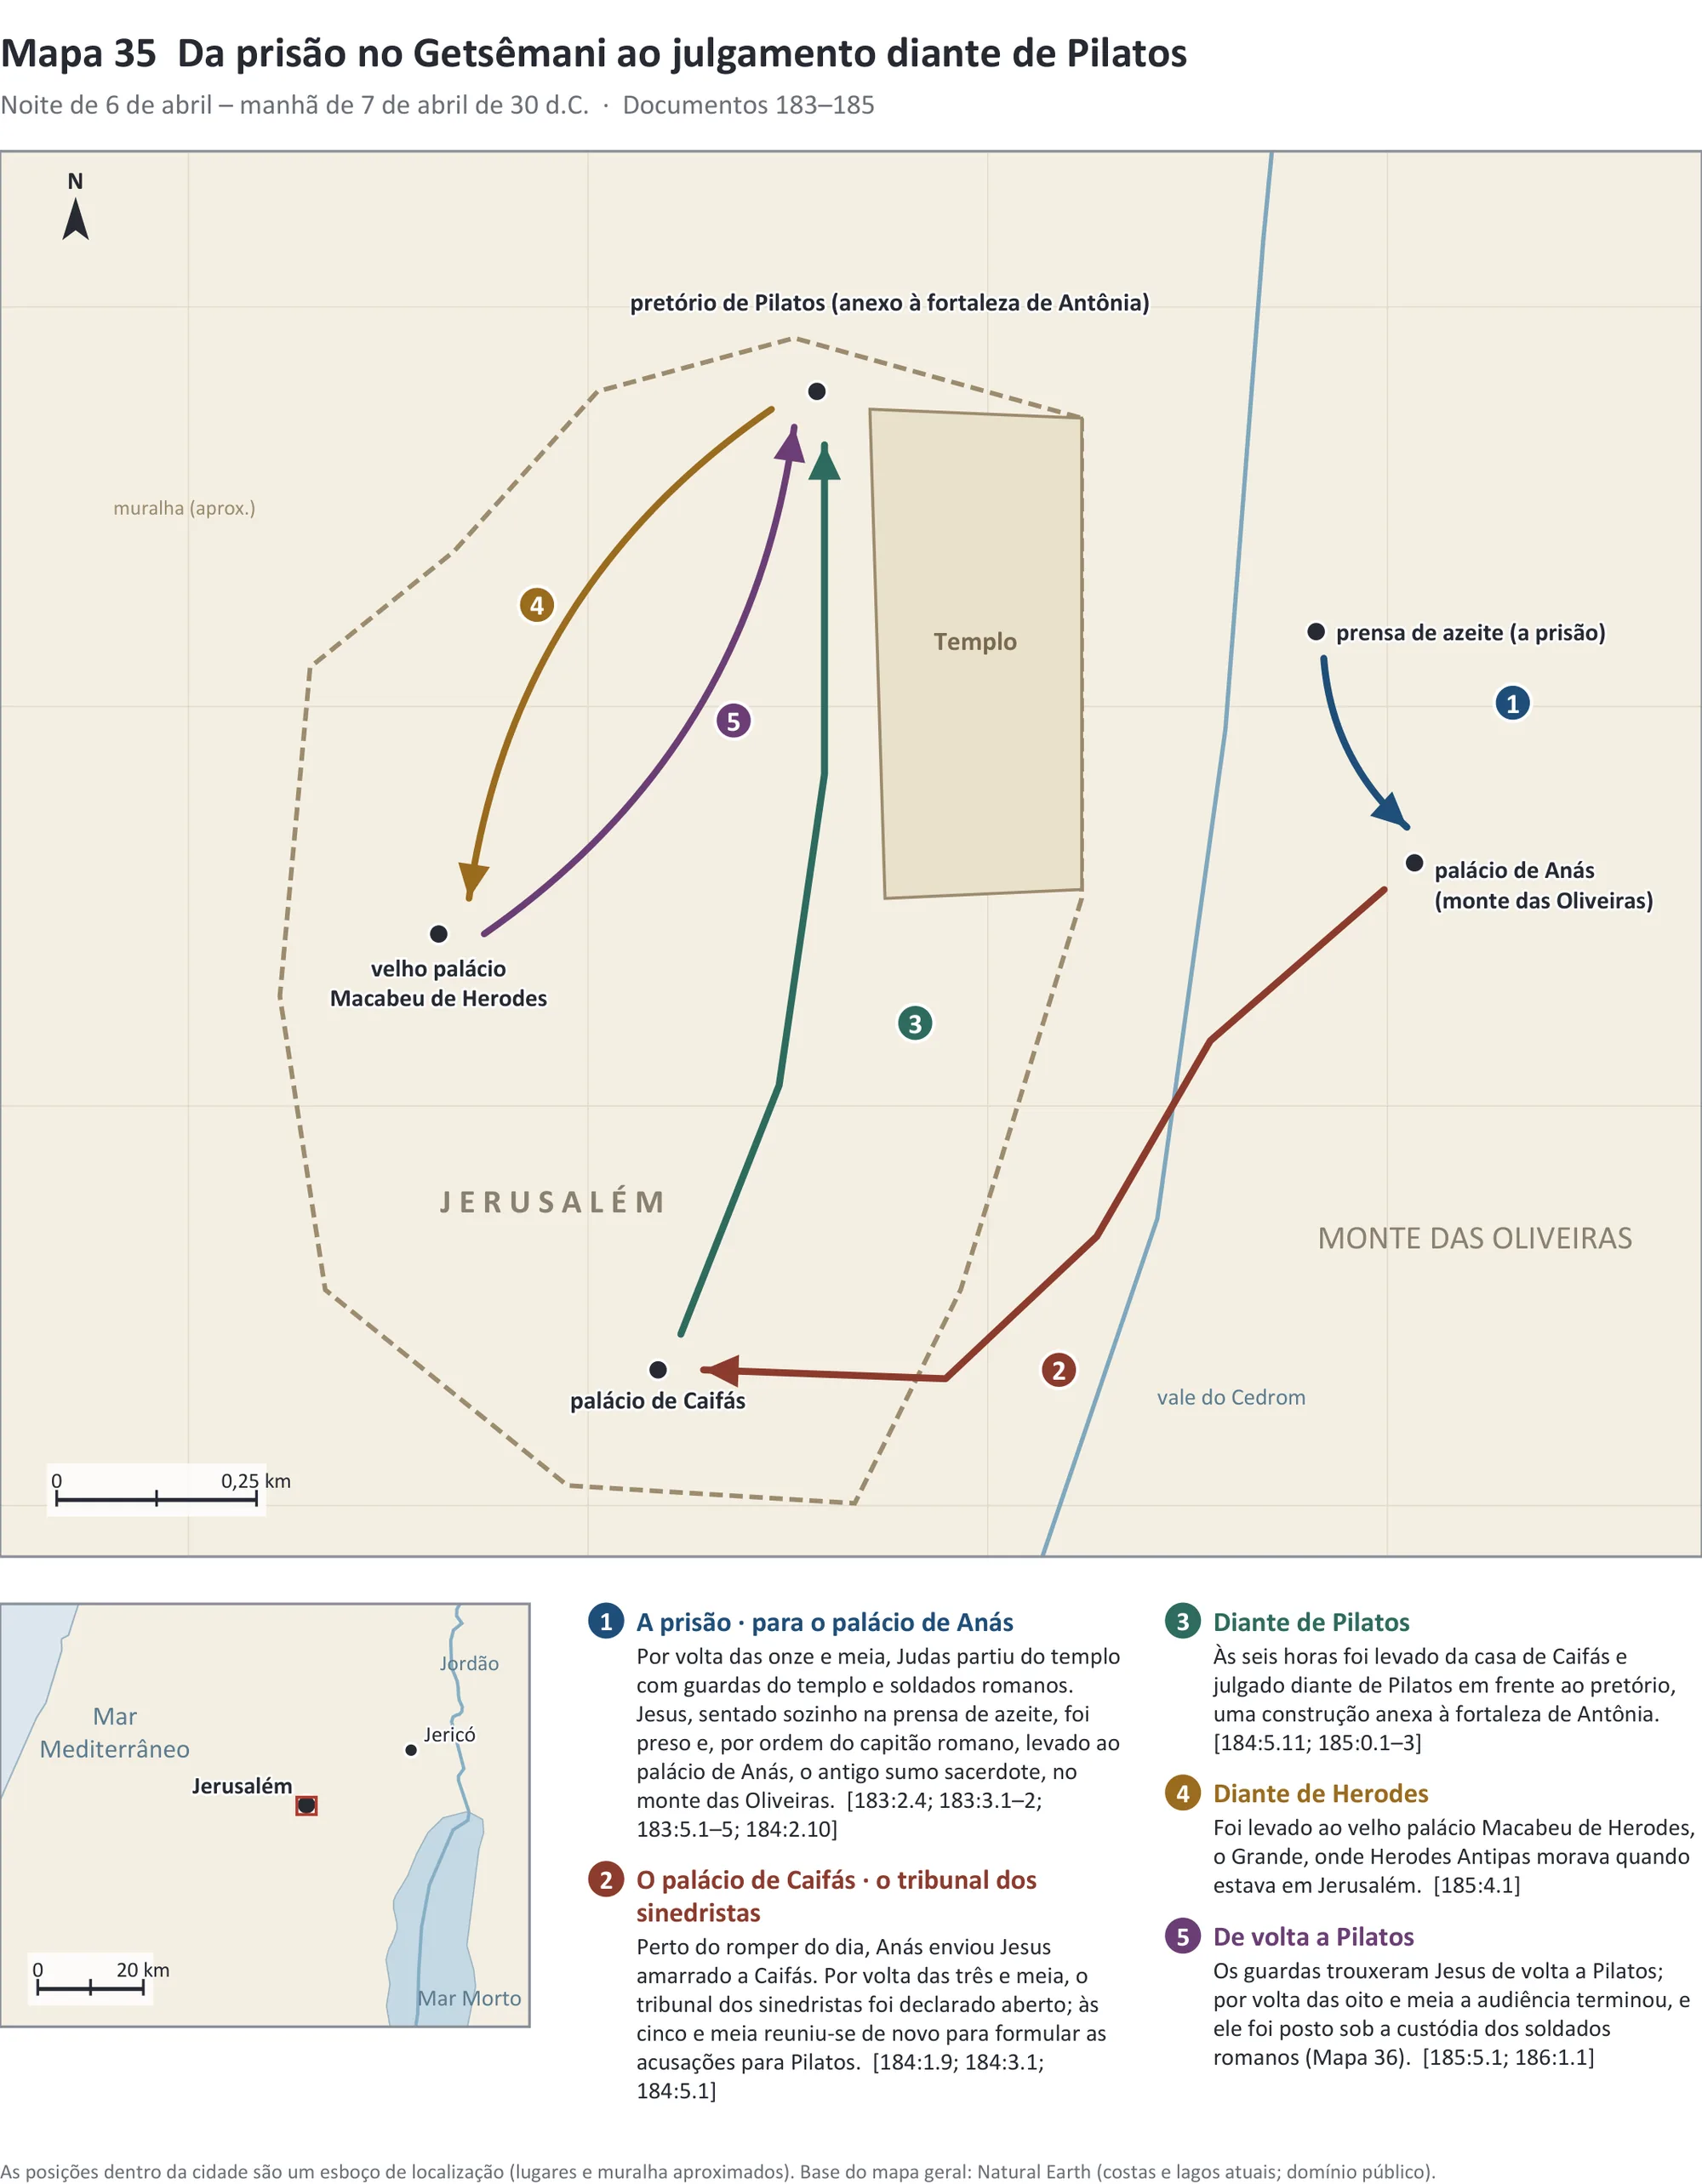 Mapa 35  Da prisão no Getsêmani ao julgamento diante de Pilatos
Noite de 6 de abril – manhã de 7 de abril de 30 d.C.  ·  Documentos 183–185
N
pretório de Pilatos (anexo à fortaleza de Antônia)
muralha (aprox.)
4
Templo
prensa de azeite (a prisão)
1
5
palácio de Anás
(monte das Oliveiras)
velho palácio
Macabeu de Herodes
3
JERUSALÉM
MONTE DAS OLIVEIRAS
2
palácio de Caifás
vale do Cedrom
0
0,25 km
Jordão
Mar
Mediterrâneo
Jericó
Jerusalém
0
20 km
Mar Morto
1 A prisão · para o palácio de Anás
Por volta das onze e meia, Judas partiu do templo
com guardas do templo e soldados romanos.
Jesus, sentado sozinho na prensa de azeite, foi
preso e, por ordem do capitão romano, levado ao
palácio de Anás, o antigo sumo sacerdote, no
monte das Oliveiras.  [183:2.4; 183:3.1–2;
183:5.1–5; 184:2.10]
2 O palácio de Caifás · o tribunal dos
sinedristas
Perto do romper do dia, Anás enviou Jesus
amarrado a Caifás. Por volta das três e meia, o
tribunal dos sinedristas foi declarado aberto; às
cinco e meia reuniu-se de novo para formular as
acusações para Pilatos.  [184:1.9; 184:3.1;
184:5.1]
3 Diante de Pilatos
Às seis horas foi levado da casa de Caifás e
julgado diante de Pilatos em frente ao pretório,
uma construção anexa à fortaleza de Antônia.
[184:5.11; 185:0.1–3]
4 Diante de Herodes
Foi levado ao velho palácio Macabeu de Herodes,
o Grande, onde Herodes Antipas morava quando
estava em Jerusalém.  [185:4.1]
5 De volta a Pilatos
Os guardas trouxeram Jesus de volta a Pilatos;
por volta das oito e meia a audiência terminou, e
ele foi posto sob a custódia dos soldados
romanos (Mapa 36).  [185:5.1; 186:1.1]
As posições dentro da cidade são um esboço de localização (lugares e muralha aproximados). Base do mapa geral: Natural Earth (costas e lagos atuais; domínio público).